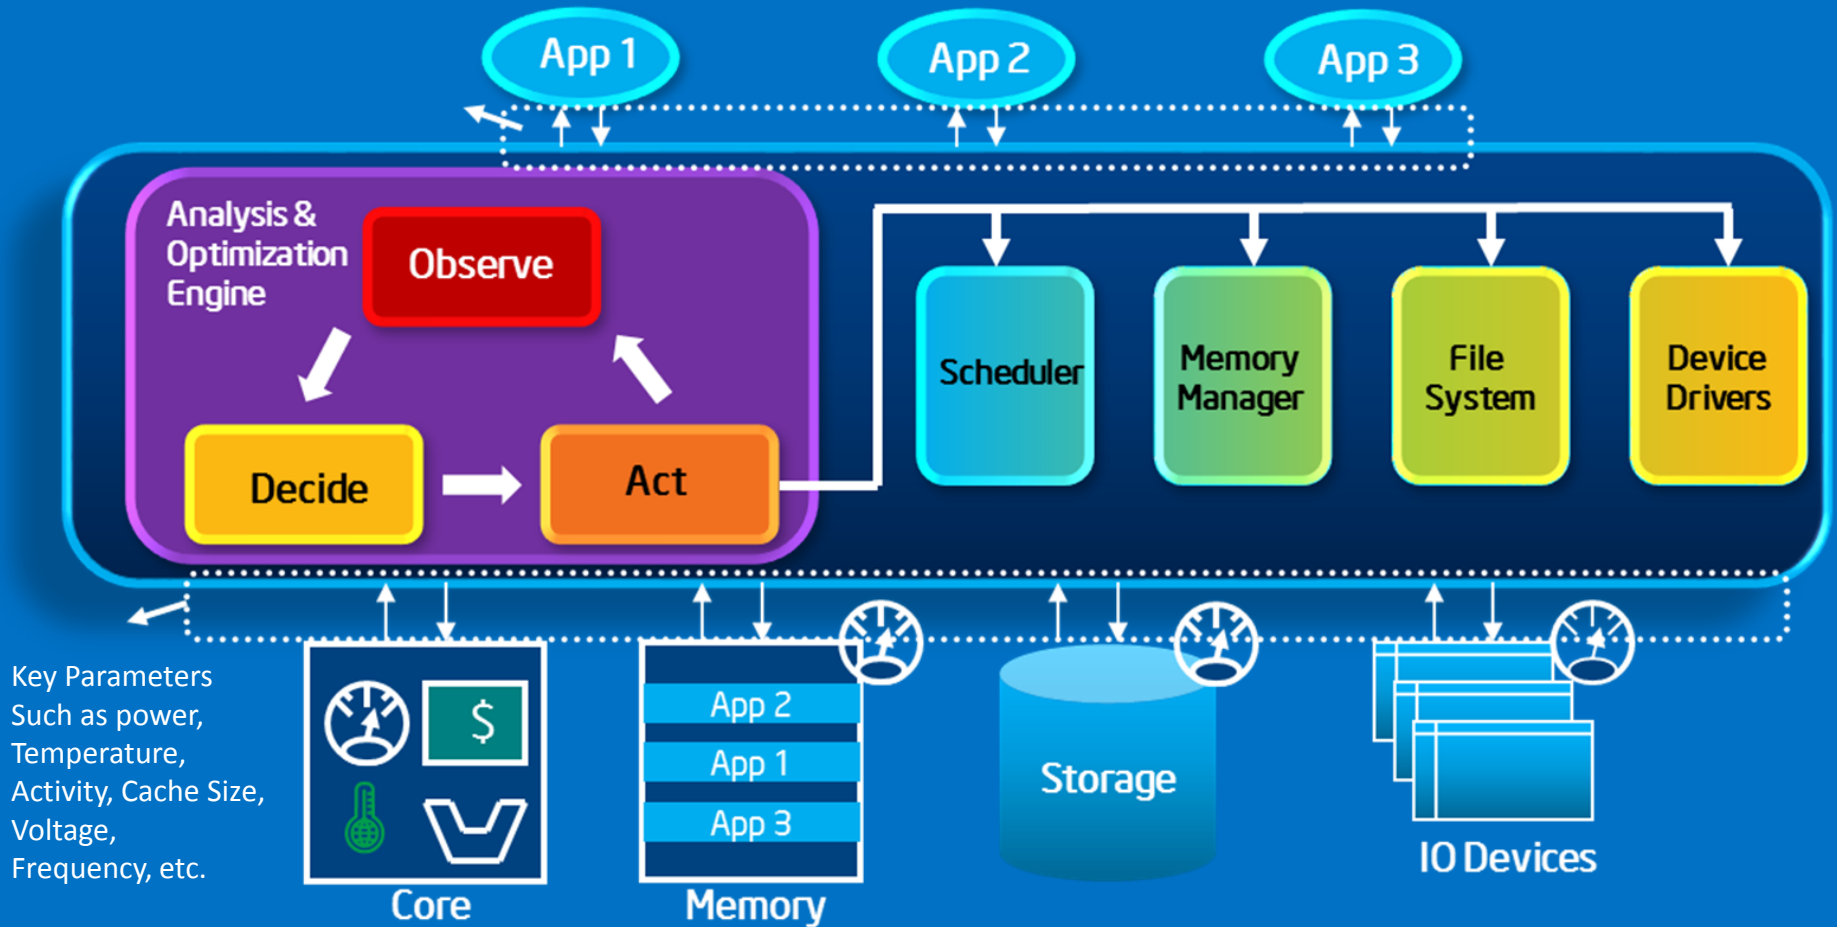 App 1
App 2
App 3
Analysis &
Optimization
Engine
Observe
Decide
Act
Scheduler
Memory
Manager
File
System
Device
Drivers
Key Parameters
Such as power,
Temperature,
Activity, Cache Size,
Voltage,
Frequency, etc.
$
Core
App 2
App 1
App 3
Memory
Storage
IO Devices